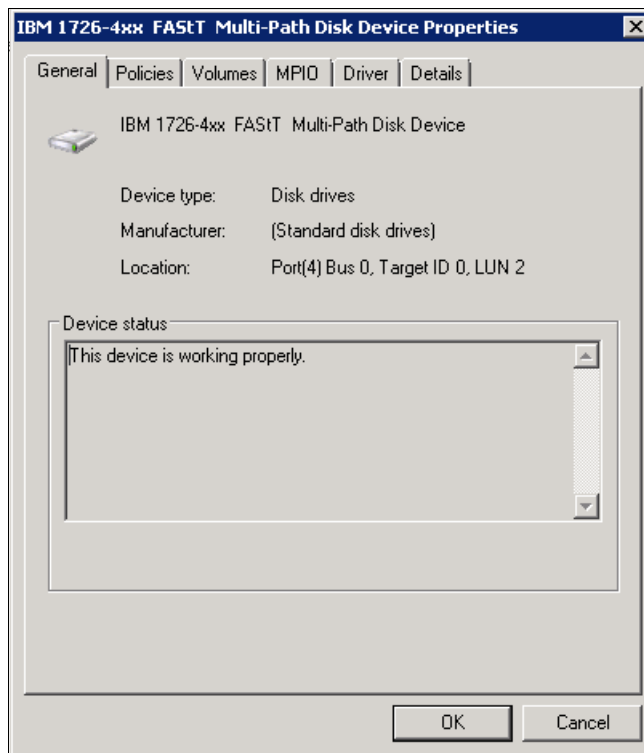 IBM 1726-4xx FAStT Multi-Path Disk Device Properties
General Policies Volumes MPIO Driver Details
IBM 1726-4xx FAStT Multi-Path Disk Device
Device type: Disk drives
Manufacturer: (Standard disk drives)
Location: Port(4) Bus 0, Target ID 0, LUN 2
Device status
This device is working properly.
OK Cancel